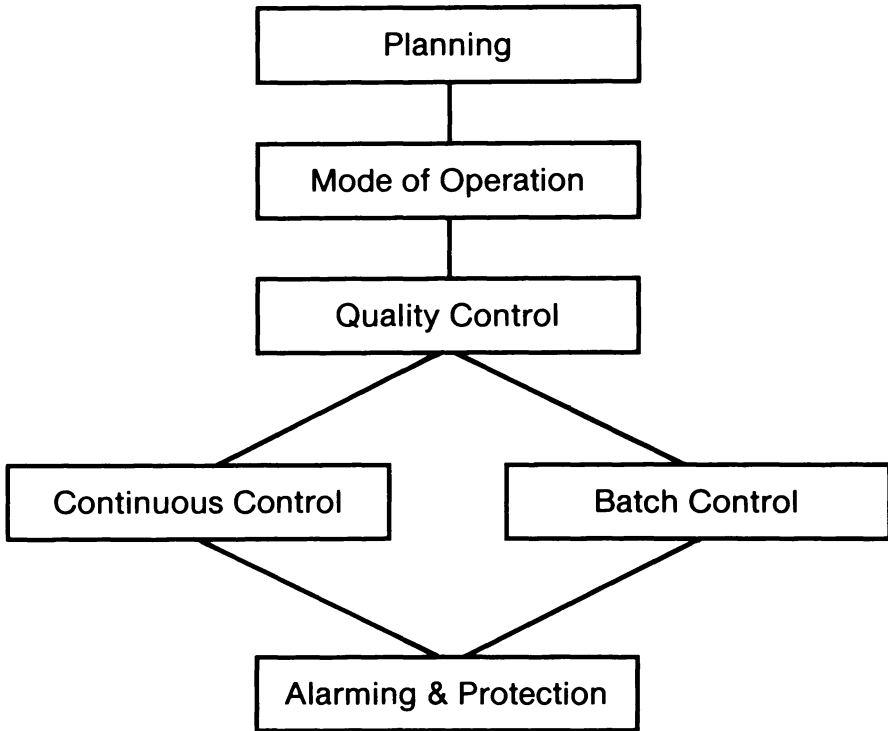 Planning
Mode of Operation
Quality Control
Continuous Control
Batch Control
Alarming & Protection